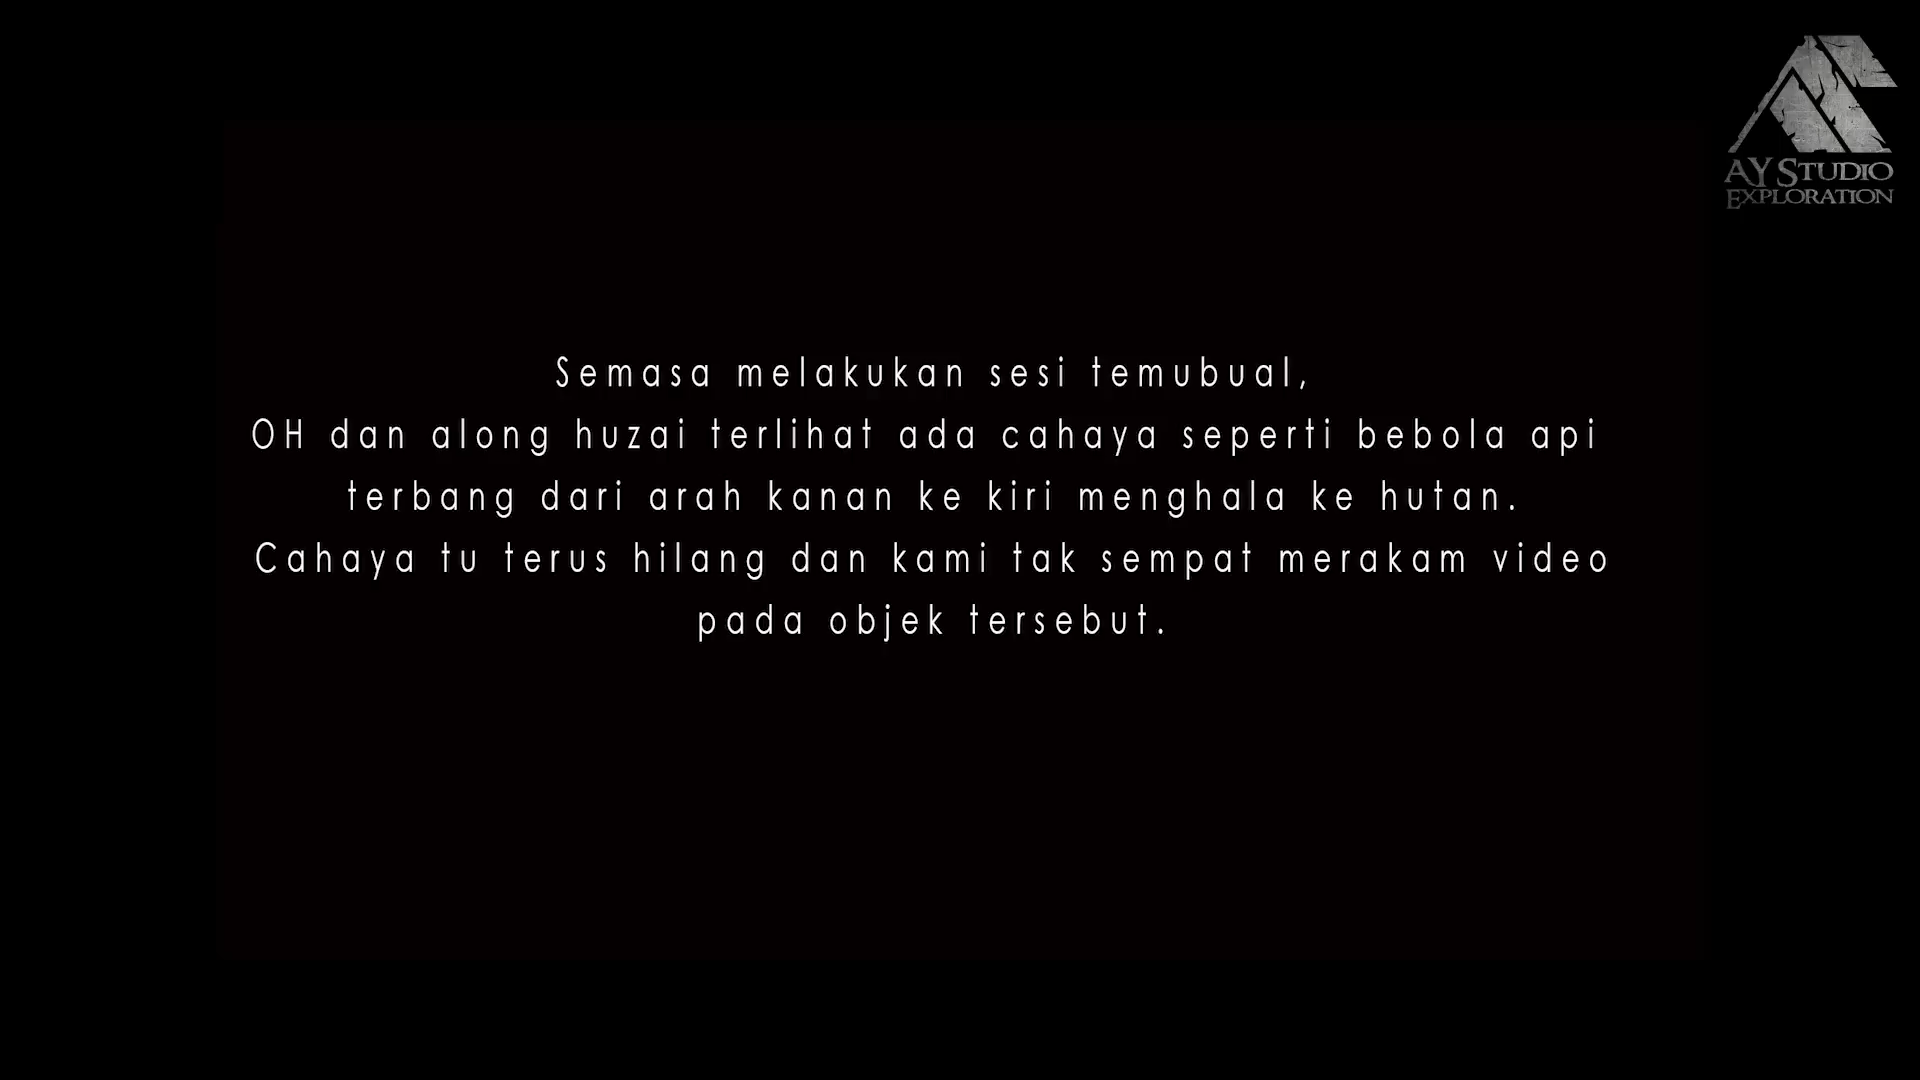 AY STUDIO
EXPLORATION
Semasa melakukan sesi temubual,
OH dan along huzai terlihat ada cahaya seperti bebola api
terbang dari arah kanan ke kiri menghala ke hutan.
Cahaya tu terus hilang dan kami tak sempat merakam video
pada objek tersebut.